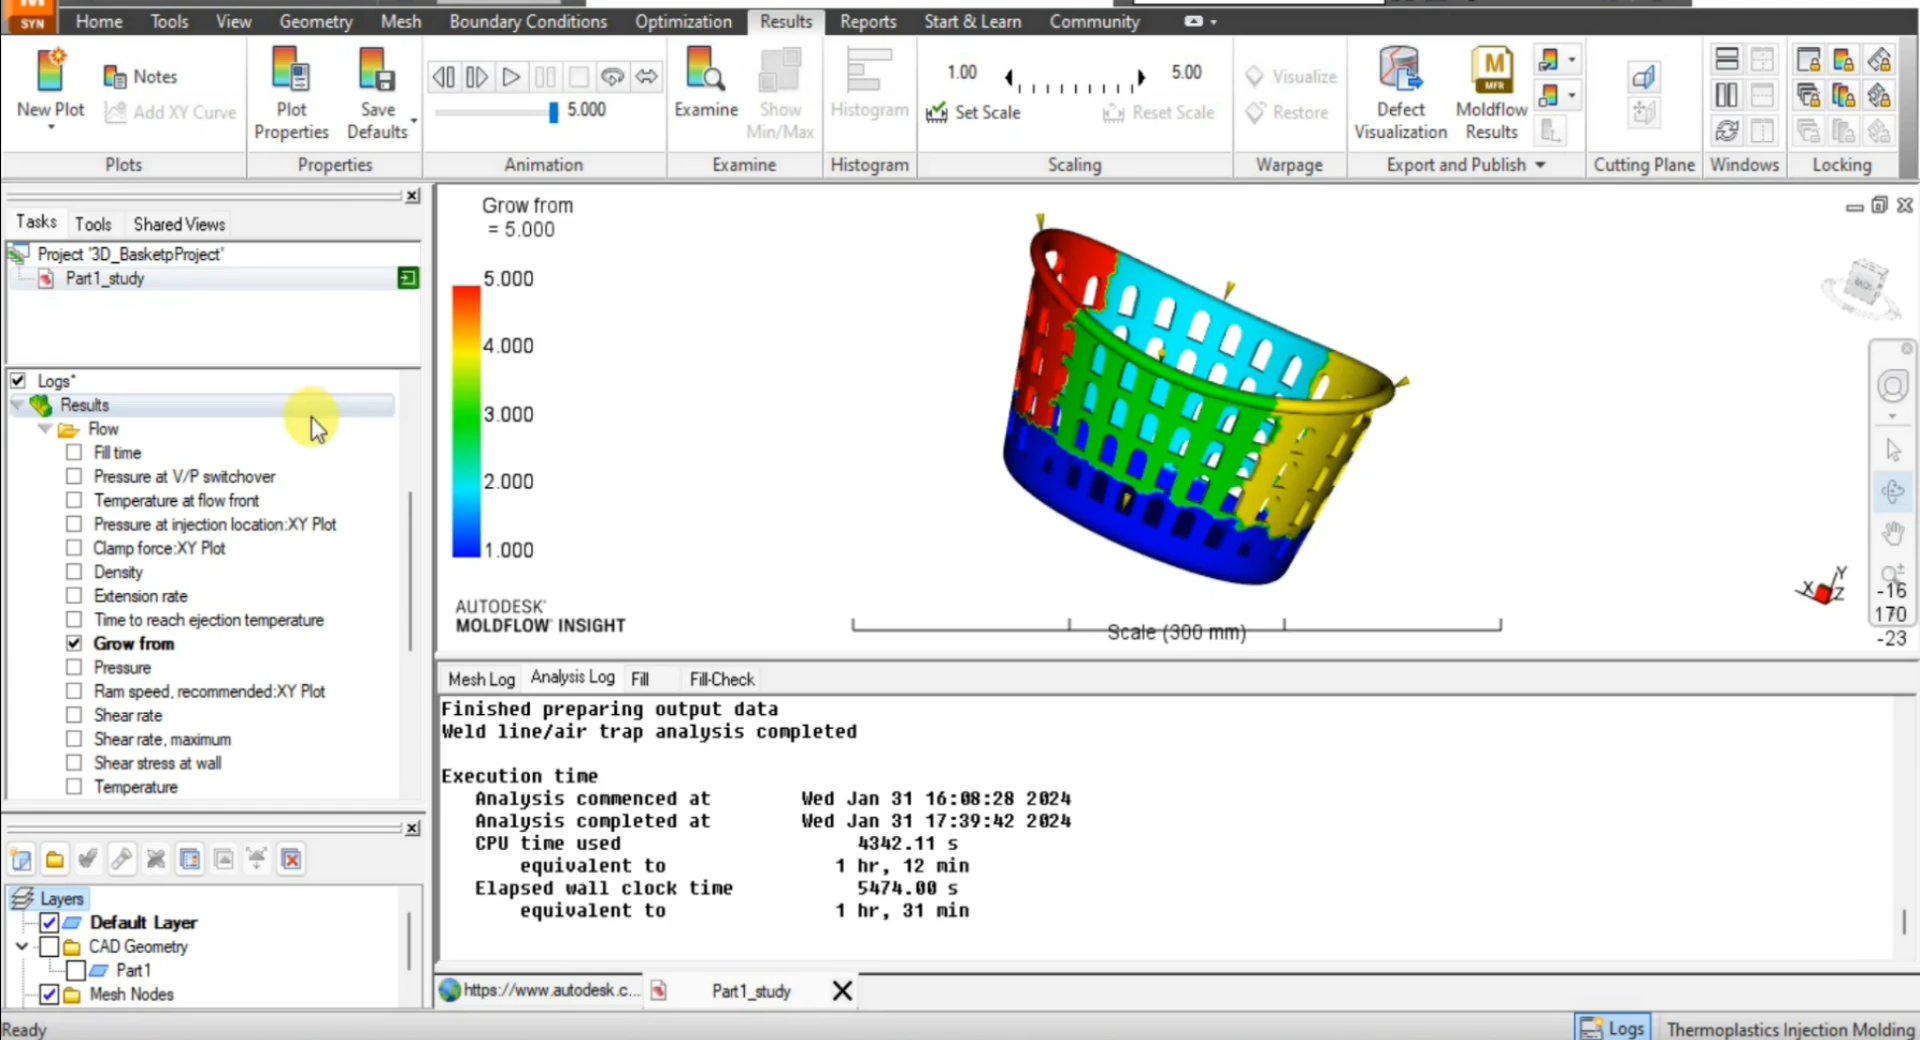 SYN
Home Tools View Geometry Mesh Boundary Conditions Optimization Results Reports Start & Learn Community
New Plot
Notes
Add XY Curve
Plots
Plot Properties
Save Defaults
Properties
5.000
Animation
Examine
Show Min/Max
Examine
Histogram
Histogram
1.00 5.00
Set Scale Reset Scale
Scaling
Visualize
Restore
Warpage
Defect Visualization
MFR
Moldflow Results
Export and Publish
Cutting Plane
Windows
Locking
Tasks Tools Shared Views
Project '3D_BasketpProject'
Part1_study
Logs*
Results
Flow
Fill time
Pressure at V/P switchover
Temperature at flow front
Pressure at injection location:XY Plot
Clamp force:XY Plot
Density
Extension rate
Time to reach ejection temperature
Grow from
Pressure
Ram speed, recommended:XY Plot
Shear rate
Shear rate, maximum
Shear stress at wall
Temperature
Layers
Default Layer
CAD Geometry
Part1
Mesh Nodes
Grow from
= 5.000
5.000
4.000
3.000
2.000
1.000
AUTODESK®
MOLDFLOW® INSIGHT
Scale (300 mm)
BACK
Y
X Z
-16
170
-23
Mesh Log Analysis Log Fill Fill-Check
Finished preparing output data
Weld line/air trap analysis completed
Execution time
Analysis commenced at Wed Jan 31 16:08:28 2024
Analysis completed at Wed Jan 31 17:39:42 2024
CPU time used 4342.11 s
equivalent to 1 hr, 12 min
Elapsed wall clock time 5474.00 s
equivalent to 1 hr, 31 min
https://www.autodesk.c... Part1_study
Ready
Logs Thermoplastics Injection Molding